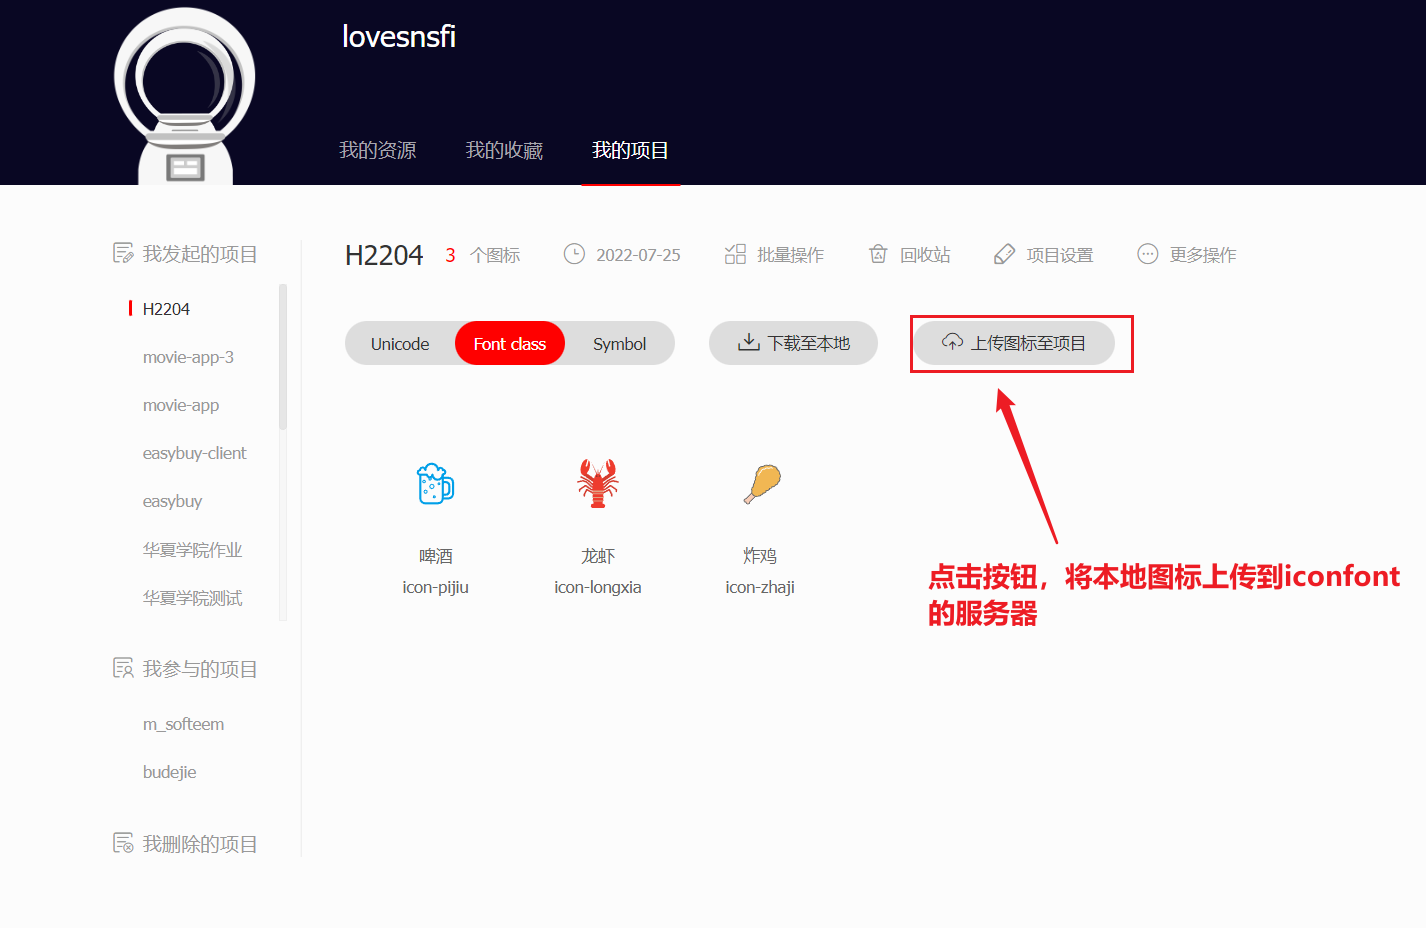 lovesnsfi
我的资源 我的收藏 我的项目
我发起的项目
H2204
movie-app-3
movie-app
easybuy-client
easybuy
华夏学院作业
华夏学院测试
我参与的项目
m_softeem
budejie
我删除的项目
H2204 3 个图标 2022-07-25 批量操作 回收站 项目设置 更多操作
Unicode Font class Symbol 下载至本地 上传图标至项目
啤酒 龙虾 炸鸡
icon-pijiu icon-longxia icon-zhaji
点击按钮，将本地图标上传到iconfont
的服务器